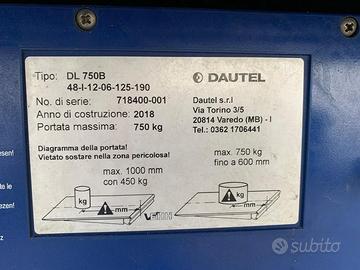 Tipo: DL 750B
48-I-12-06-125-190
No. di serie: 718400-001
Anno di costruzione: 2018
Portata massima: 750 kg
DAUTEL
Dautel s.r.l
Via Torino 3/5
20814 Varedo (MB) - I
Tel.: 0362 1706441
Diagramma della portata!
Vietato sostare nella zona pericolosa!
max. 1000 mm
con 450 kg
max. 750 kg
fino a 600 mm
kg
mm
kg
mm
subito